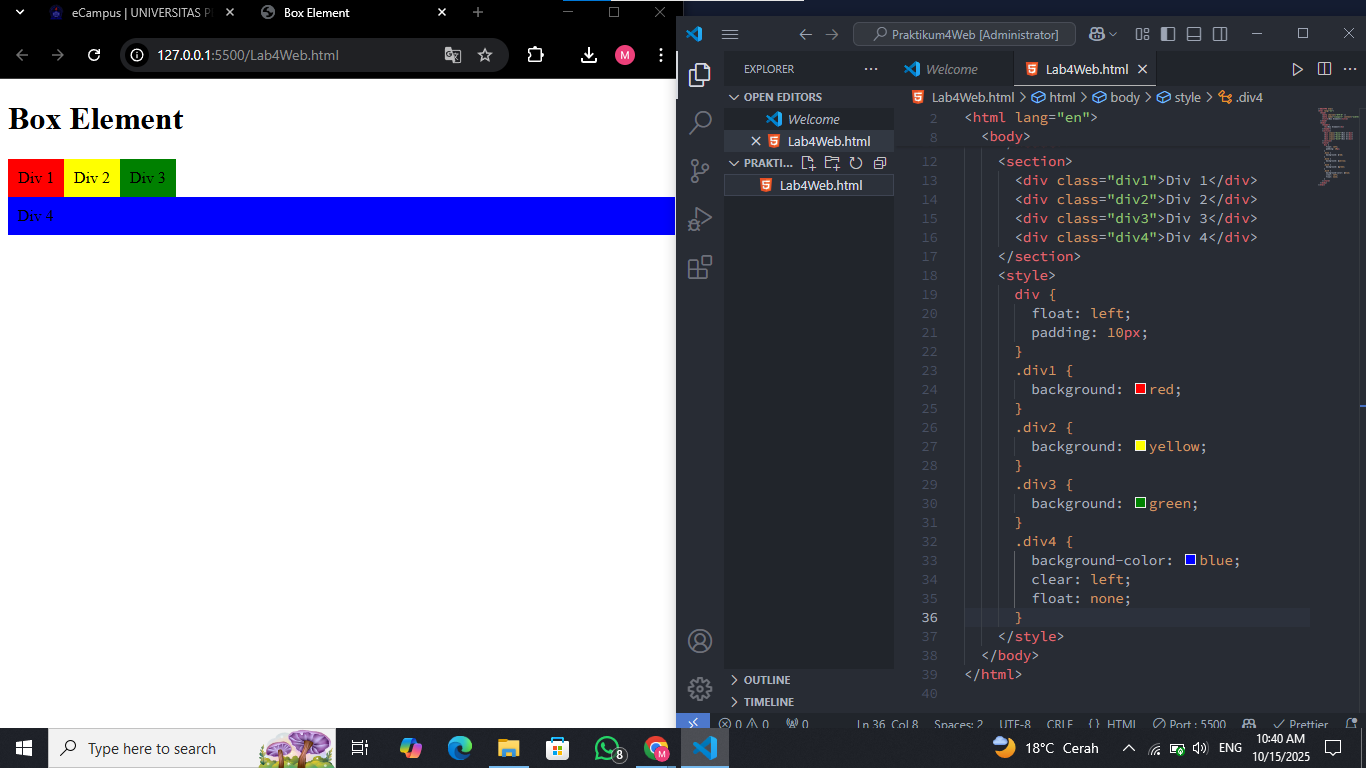 eCampus | UNIVERSITAS P
Box Element
127.0.0.1:5500/Lab4Web.html
M
Box Element
Div 1
Div 2
Div 3
Div 4
Praktikum4Web [Administrator]
EXPLORER
Welcome
Lab4Web.html
OPEN EDITORS
Welcome
Lab4Web.html
PRAKTI...
Lab4Web.html
OUTLINE
TIMELINE
Lab4Web.html > html > body > style > .div4
2 <html lang="en">
8 <body>
12 <section>
13 <div class="div1">Div 1</div>
14 <div class="div2">Div 2</div>
15 <div class="div3">Div 3</div>
16 <div class="div4">Div 4</div>
17 </section>
18 <style>
19 div {
20 float: left;
21 padding: 10px;
22 }
23 .div1 {
24 background: red;
25 }
26 .div2 {
27 background: yellow;
28 }
29 .div3 {
30 background: green;
31 }
32 .div4 {
33 background-color: blue;
34 clear: left;
35 float: none;
36 }
37 </style>
38 </body>
39 </html>
40
0 0 0 Ln 36, Col 8 Spaces: 2 UTF-8 CRLF {} HTML Port : 5500 Prettier
Type here to search
8
M
18°C Cerah
ENG
10:40 AM
10/15/2025